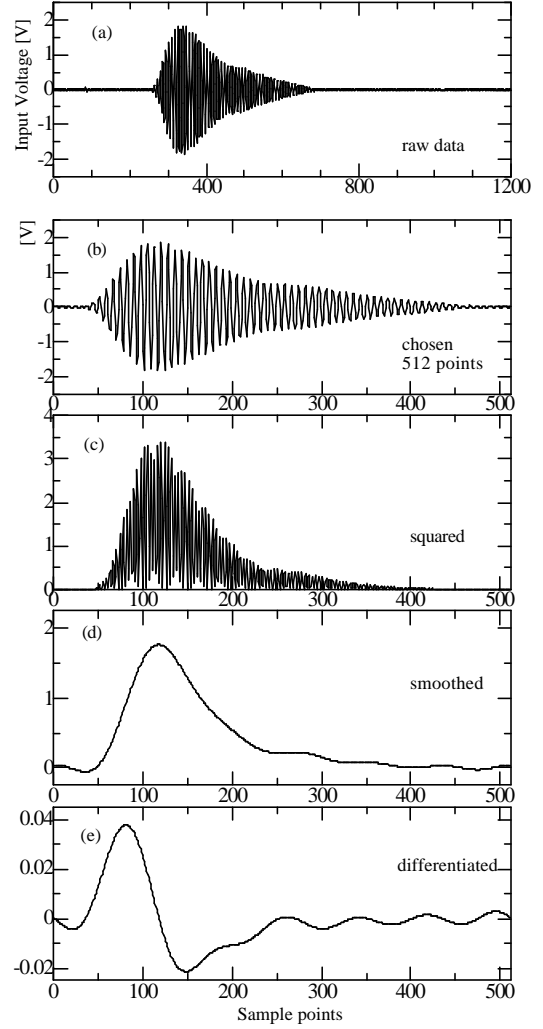 Input Voltage [V]
2
1
0
-1
-2
(a)
raw data
0 400 800 1200
[V]
2
1
0
-1
-2
(b)
chosen
512 points
0 100 200 300 400 500
4
3
2
1
0
(c)
squared
0 100 200 300 400 500
2
1
0
(d)
smoothed
0 100 200 300 400 500
0.04
0.02
0
-0.02
(e)
differentiated
0 100 200 300 400 500
Sample points